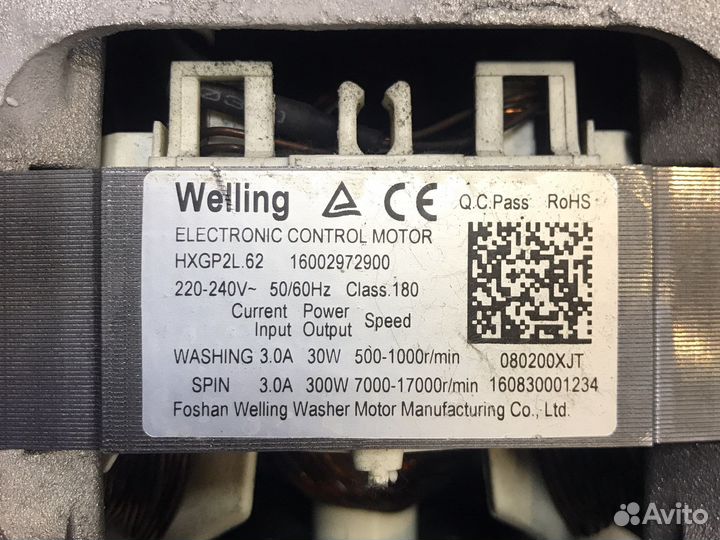 Welling CE Q.C.Pass RoHS
ELECTRONIC CONTROL MOTOR
HXGP2L.62 16002972900
220-240V~ 50/60Hz Class.180
Current Power
Input Output Speed
WASHING 3.0A 30W 500-1000r/min 080200XJT
SPIN 3.0A 300W 7000-17000r/min 160830001234
Foshan Welling Washer Motor Manufacturing Co., Ltd.
Avito